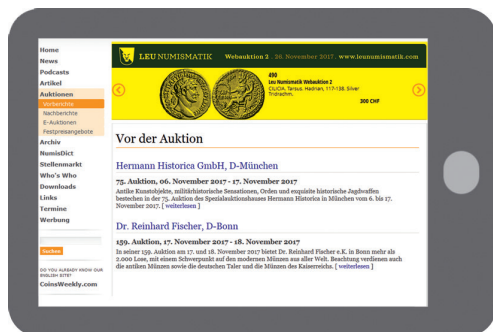 Home
News
Podcasts
Artikel
Auktionen
Vorberichte
Nachberichte
E-Auktionen
Festpreisangebote
Archiv
NumisDict
Stellenmarkt
Who's Who
Downloads
Links
Termine
Werbung
Suchen
DO YOU ALREADY KNOW OUR
ENGLISH SITE?
CoinsWeekly.com
LEU NUMISMATIK Webauktion 2 · 26. November 2017 · www.leunumismatik.com
490
Leu Numismatik Webauktion 2
CILICIA. Tarsus. Hadrian, 117-138. Silver
Tridrachm.
300 CHF
Vor der Auktion
Hermann Historica GmbH, D-München
75. Auktion, 06. November 2017 - 17. November 2017
Antike Kunstobjekte, militärhistorische Sensationen, Orden und exquisite historische Jagdwaffen
bestechen in der 75. Auktion des Spezialauktionshauses Hermann Historica in München vom 6. bis 17.
November 2017. [ weiterlesen ]
Dr. Reinhard Fischer, D-Bonn
159. Auktion, 17. November 2017 - 18. November 2017
In seiner 159. Auktion am 17. und 18. November 2017 bietet Dr. Reinhard Fischer e.K. in Bonn mehr als
2.000 Lose, mit einem Schwerpunkt auf den modernen Münzen aus aller Welt. Beachtung verdienen auch
die antiken Münzen sowie die deutschen Taler und die Münzen des Kaiserreichs. [ weiterlesen ]